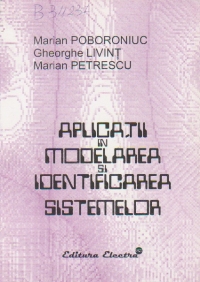 Marian POBORONIUC
Gheorghe LIVINȚ
Marian PETRESCU
APLICAȚII
ÎN
MODELAREA
ȘI
IDENTIFICAREA
SISTEMELOR
Editura Electra